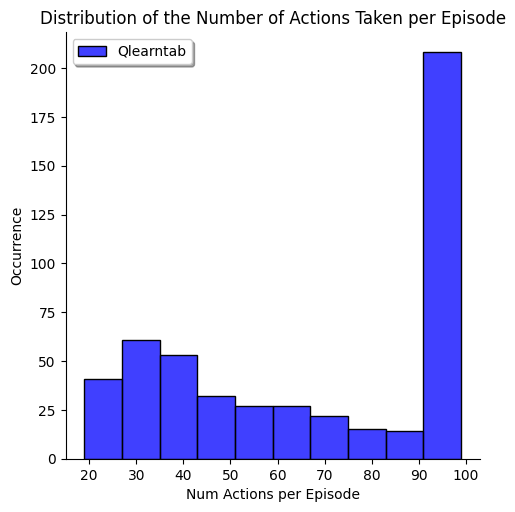 Distribution of the Number of Actions Taken per Episode
Qlearntab
200
175
150
125
100
75
50
25
0
Occurrence
20 30 40 50 60 70 80 90 100
Num Actions per Episode